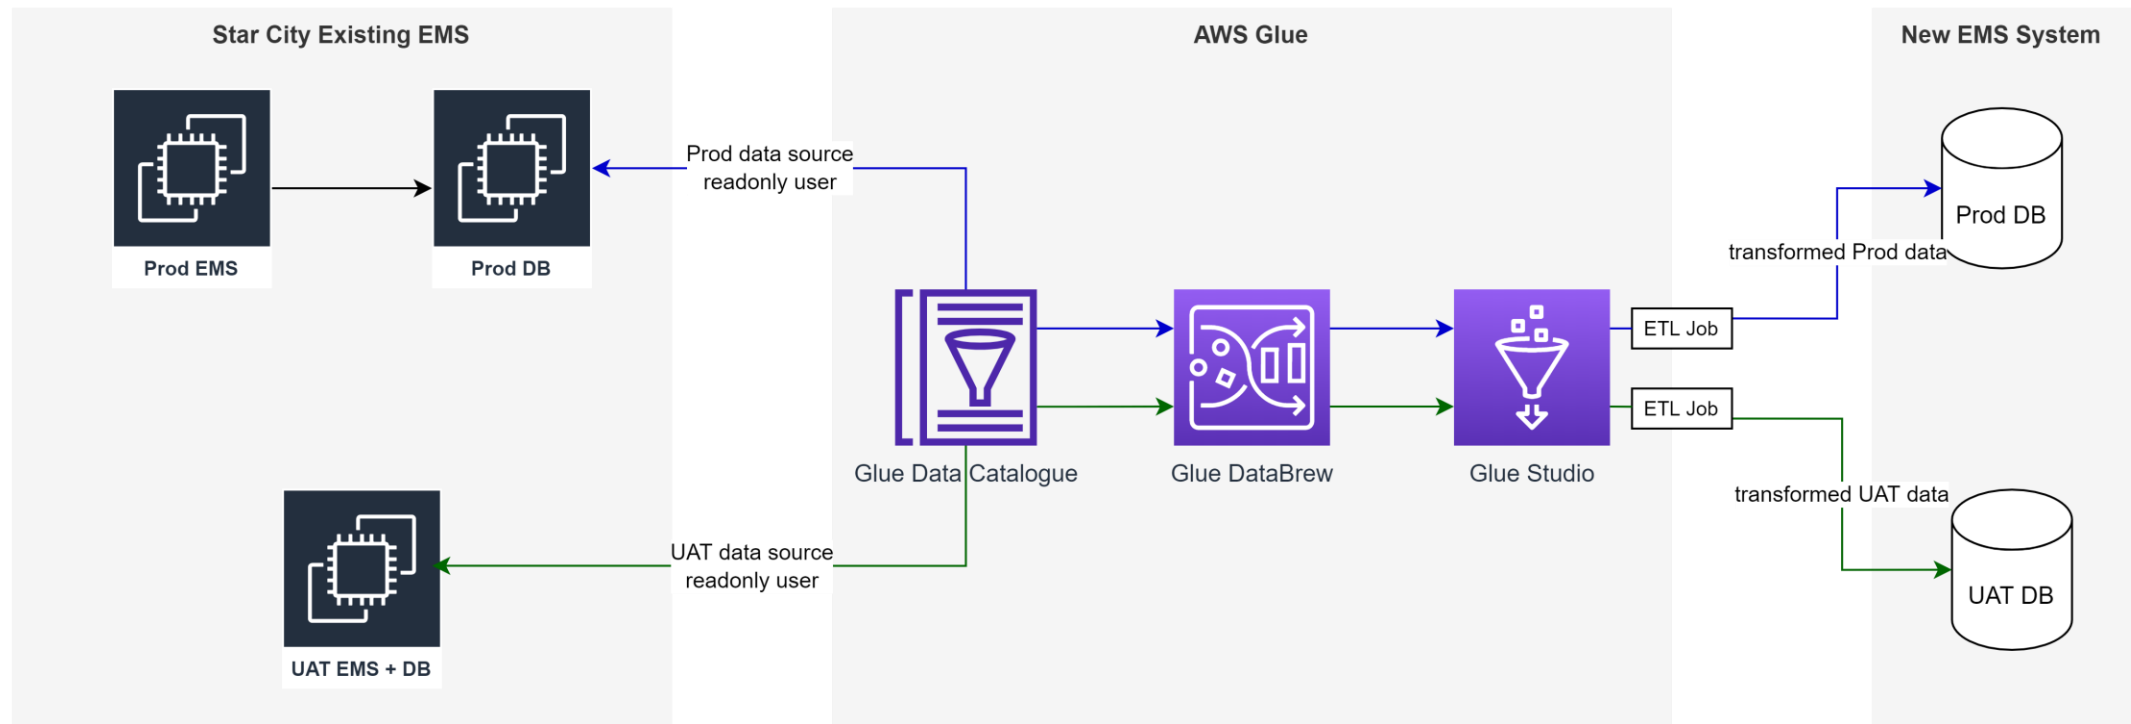 Star City Existing EMS
AWS Glue
New EMS System
Prod EMS
Prod DB
Prod data source
readonly user
Prod DB
transformed Prod data
ETL Job
ETL Job
Glue Data Catalogue
Glue DataBrew
Glue Studio
transformed UAT data
UAT data source
readonly user
UAT DB
UAT EMS + DB